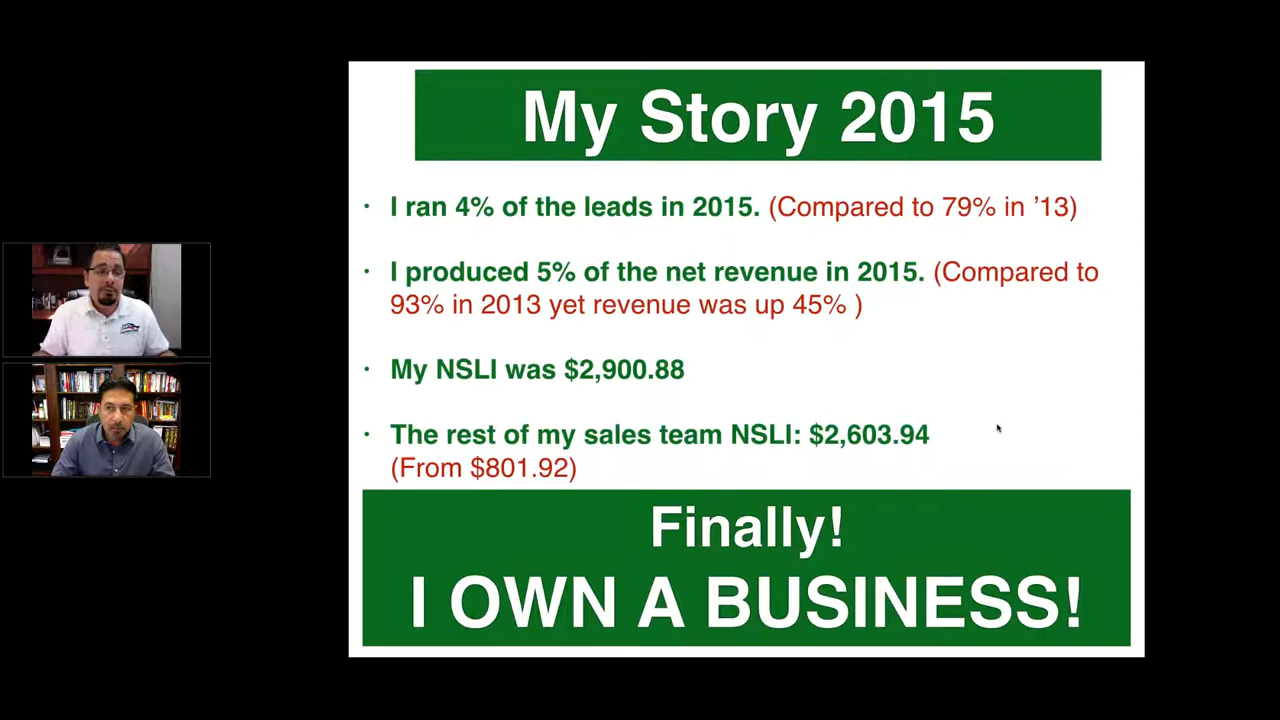 My Story 2015
· I ran 4% of the leads in 2015. (Compared to 79% in ’13)
· I produced 5% of the net revenue in 2015. (Compared to
93% in 2013 yet revenue was up 45% )
· My NSLI was $2,900.88
· The rest of my sales team NSLI: $2,603.94
(From $801.92)
Finally!
I OWN A BUSINESS!